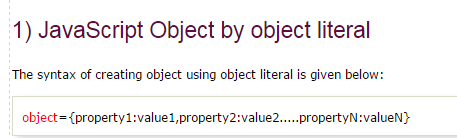 1) JavaScript Object by object literal
The syntax of creating object using object literal is given below:
object={property1:value1,property2:value2.....propertyN:valueN}